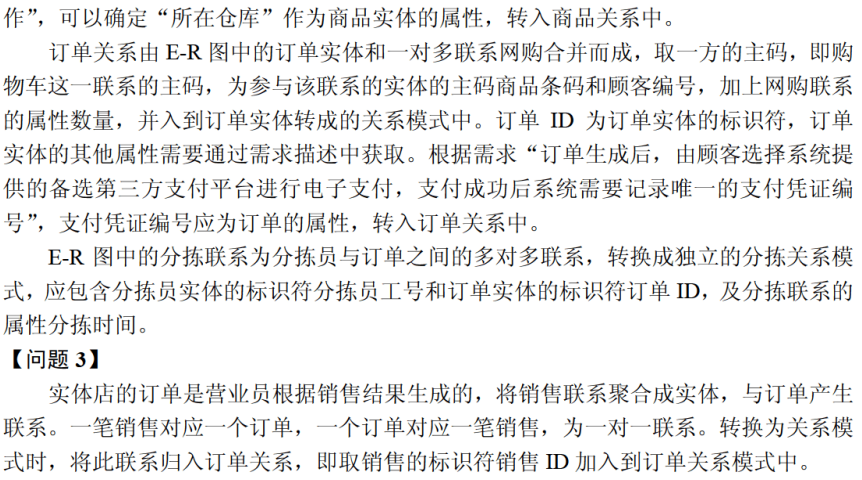 作”，可以确定“所在仓库”作为商品实体的属性，转入商品关系中。
订单关系由 E-R 图中的订单实体和一对多联系网购合并而成，取一方的主码，即购
物车这一联系的主码，为参与该联系的实体的主码商品条码和顾客编号，加上网购联系
的属性数量，并入到订单实体转成的关系模式中。订单 ID 为订单实体的标识符，订单
实体的其他属性需要通过需求描述中获取。根据需求“订单生成后，由顾客选择系统提
供的备选第三方支付平台进行电子支付，支付成功后系统需要记录唯一的支付凭证编
号”，支付凭证编号应为订单的属性，转入订单关系中。
E-R 图中的分拣联系为分拣员与订单之间的多对多联系，转换成独立的分拣关系模
式，应包含分拣员实体的标识符分拣员工号和订单实体的标识符订单 ID，及分拣联系的
属性分拣时间。
【问题 3】
实体店的订单是营业员根据销售结果生成的，将销售联系聚合成实体，与订单产生
联系。一笔销售对应一个订单，一个订单对应一笔销售，为一对一联系。转换为关系模
式时，将此联系归入订单关系，即取销售的标识符销售 ID 加入到订单关系模式中。